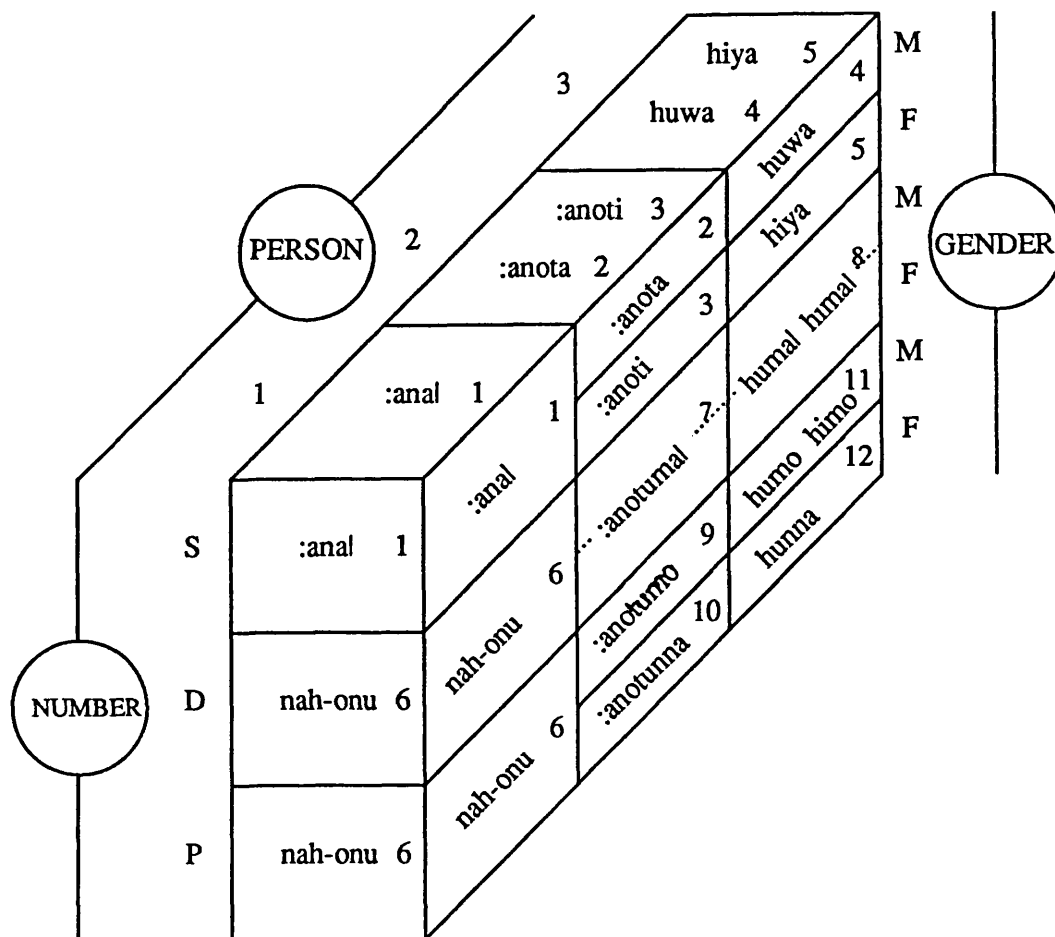 hiya 5 M
3 4
huwa 4 huwa F
5
:anoti 3 2 hiya M
PERSON 2 GENDER
:anota 2 :anota 3 8 F
:anoti humal humal M
1 :anal 1 1 7 11
:anotumal himo F
:anal humo 12
S :anal 1 9 hunna
6 :anotumo
nah-onu 10
NUMBER D nah-onu 6 :anotunna
6
nah-onu
P nah-onu 6